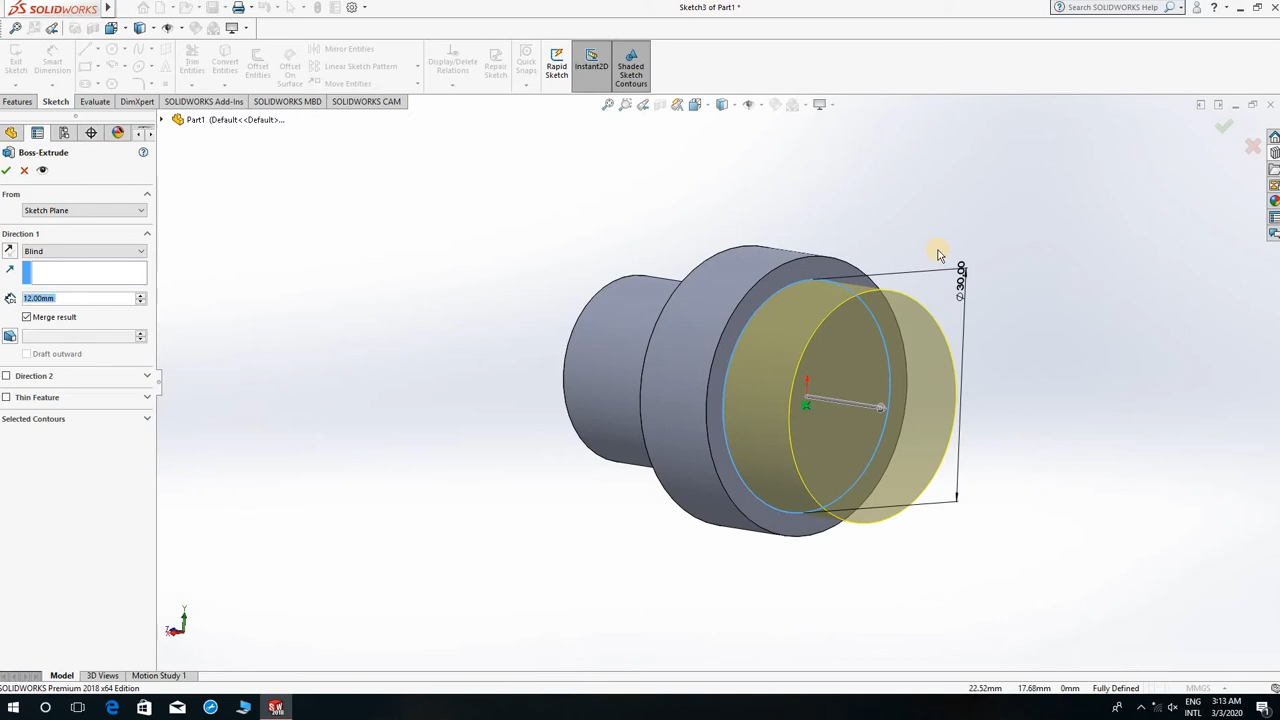 SOLIDWORKS
Sketch3 of Part1 *
Search SOLIDWORKS Help
Exit Sketch
Smart Dimension
Trim Entities
Convert Entities
Offset Entities
Offset On Surface
Mirror Entities
Linear Sketch Pattern
Move Entities
Display/Delete Relations
Repair Sketch
Quick Snaps
Rapid Sketch
Instant2D
Shaded Sketch Contours
Features
Sketch
Evaluate
DimXpert
SOLIDWORKS Add-Ins
SOLIDWORKS MBD
SOLIDWORKS CAM
Part1 (Default<<Default>...
Boss-Extrude
From
Sketch Plane
Direction 1
Blind
12.00mm
Merge result
Draft outward
Direction 2
Thin Feature
Selected Contours
∅30.00
Y
Z
Model
3D Views
Motion Study 1
SOLIDWORKS Premium 2018 x64 Edition
22.52mm
17.68mm
0mm
Fully Defined
MMGS
SW
2018
ENG
INTL
3:13 AM
3/3/2020